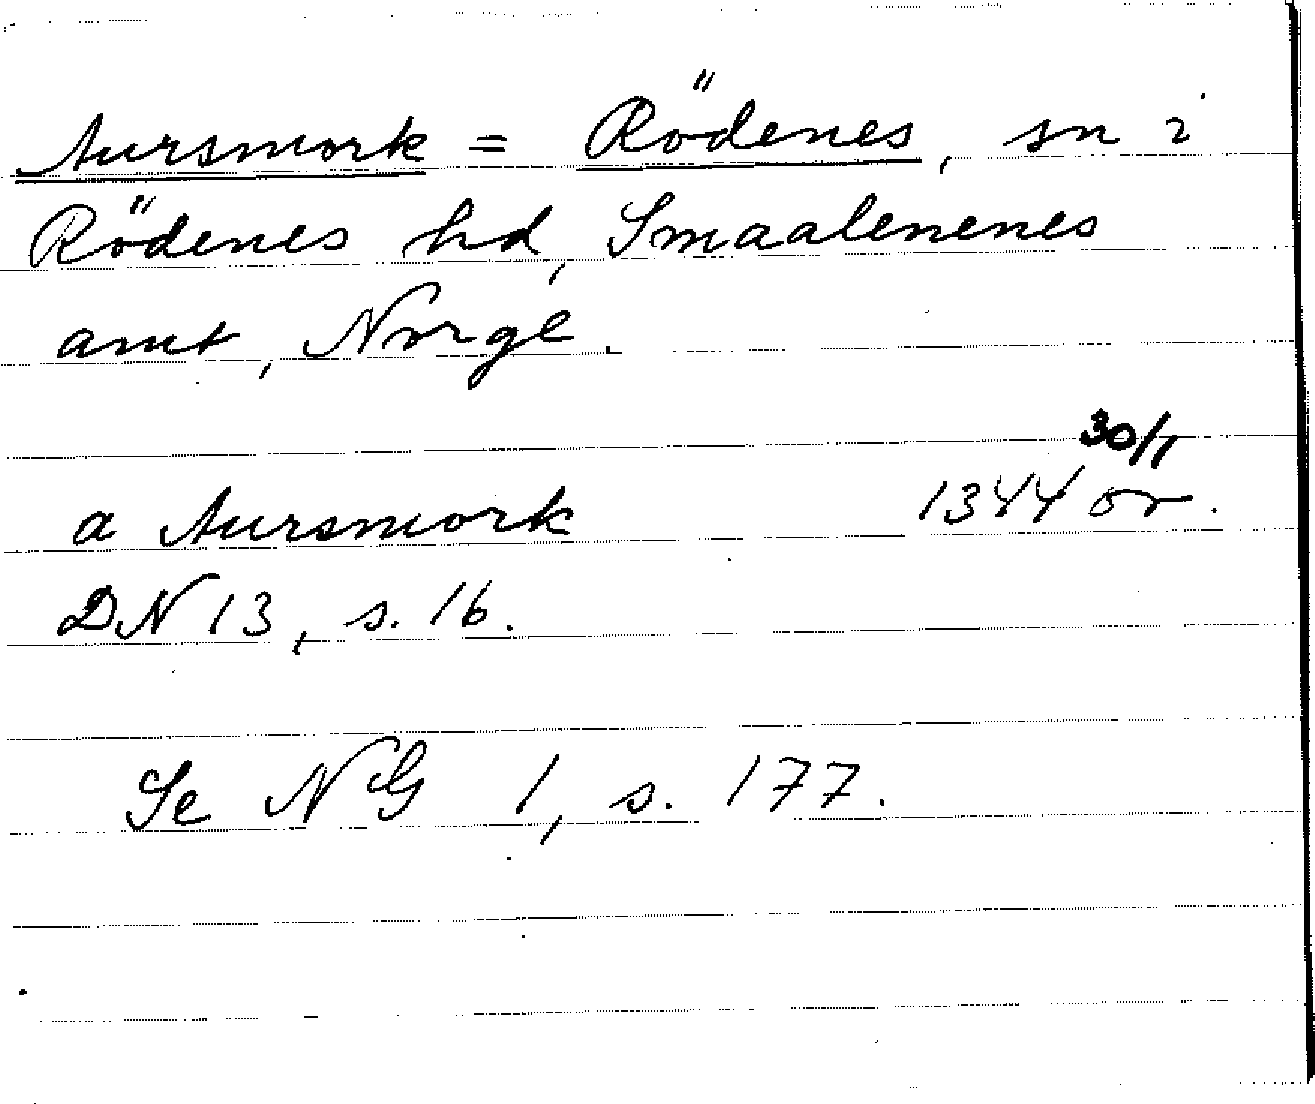 Aursmork = Rödenes, sn i
Rödenes hd, Smaalenenes
amt, Norge.
30/1
a Aursmork 1344 or.
DN 13, s. 16.
Se NG 1, s. 177.